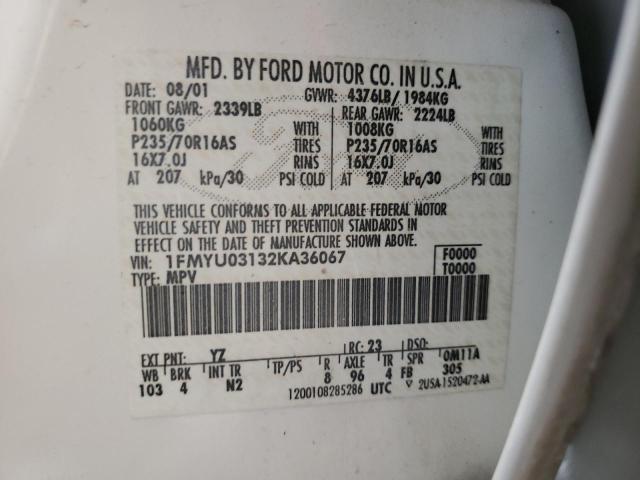 MFD. BY FORD MOTOR CO. IN U.S.A.
DATE: 08/01 GVWR: 4376LB/ 1984KG
FRONT GAWR: 2339LB REAR GAWR: 2224LB
1060KG WITH 1008KG WITH
P235/70R16AS TIRES P235/70R16AS TIRES
16X7.0J RIMS 16X7.0J RIMS
AT 207 kPa/30 PSI COLD AT 207 kPa/30 PSI COLD
THIS VEHICLE CONFORMS TO ALL APPLICABLE FEDERAL MOTOR
VEHICLE SAFETY AND THEFT PREVENTION STANDARDS IN
EFFECT ON THE DATE OF MANUFACTURE SHOWN ABOVE.
VIN: 1FMYU03132KA36067 F0000
TYPE: MPV T0000
EXT PNT: YZ RC: 23 DSO:
WB BRK INT TR TP/PS R AXLE TR SPR 0M11A
103 4 N2 8 96 4 FB 305
1200108285286 UTC 2USA1520472 AA